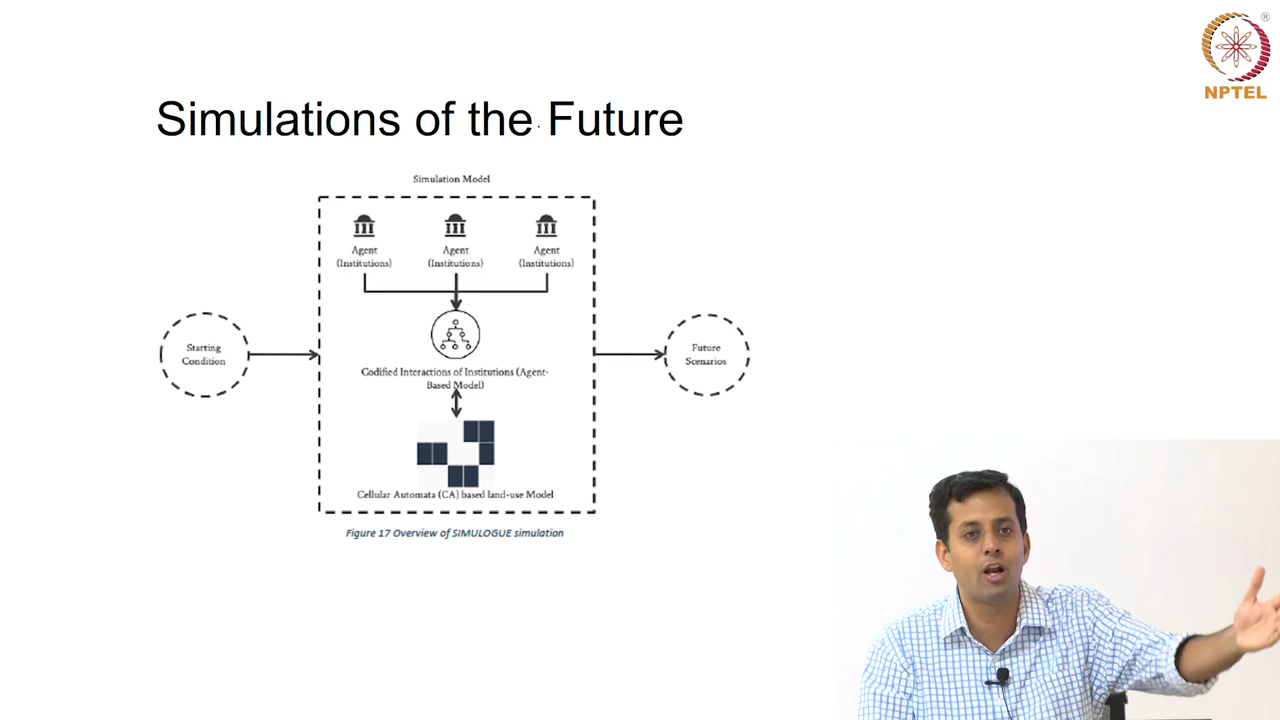 ®
NPTEL
Simulations of the Future
Simulation Model
Agent
(Institutions)
Agent
(Institutions)
Agent
(Institutions)
Starting
Condition
Future
Scenarios
Codified Interactions of Institutions (Agent-
Based Model)
Cellular Automata (CA) based land-use Model
Figure 17 Overview of SIMULOGUE simulation